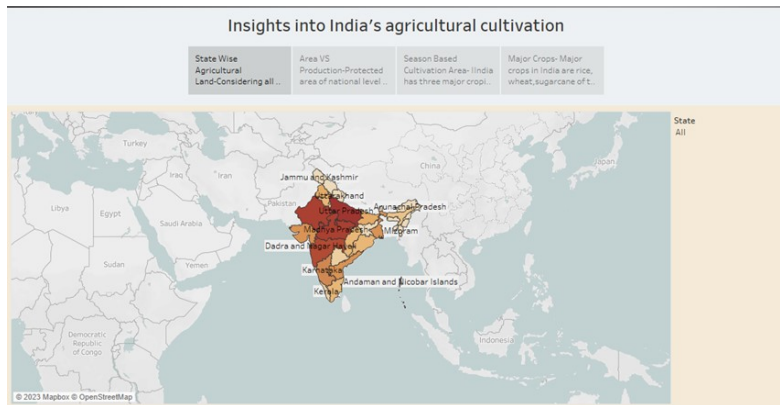 Insights into India's agricultural cultivation
State Wise
Agricultural
Land-Considering all ..
Area VS
Production-Protected
area of national level ..
Season Based
Cultivation Area- IIndia
has three major cropi..
Major Crops- Major
crops in India are rice,
wheat,sugarcane of t..
State
All
Turkey
China
Japan
Iraq
Iran
Jammu and Kashmir
Pakistan
Uttarakhand
Libya
Egypt
Uttar Pradesh
Arunachal Pradesh
Saudi Arabia
Madhya Pradesh
Mizoram
Dadra and Nagar Haveli
Sudan
Yemen
Karnataka
Andaman and Nicobar Islands
Kerala
Democratic
Republic
of Congo
Indonesia
© 2023 Mapbox © OpenStreetMap